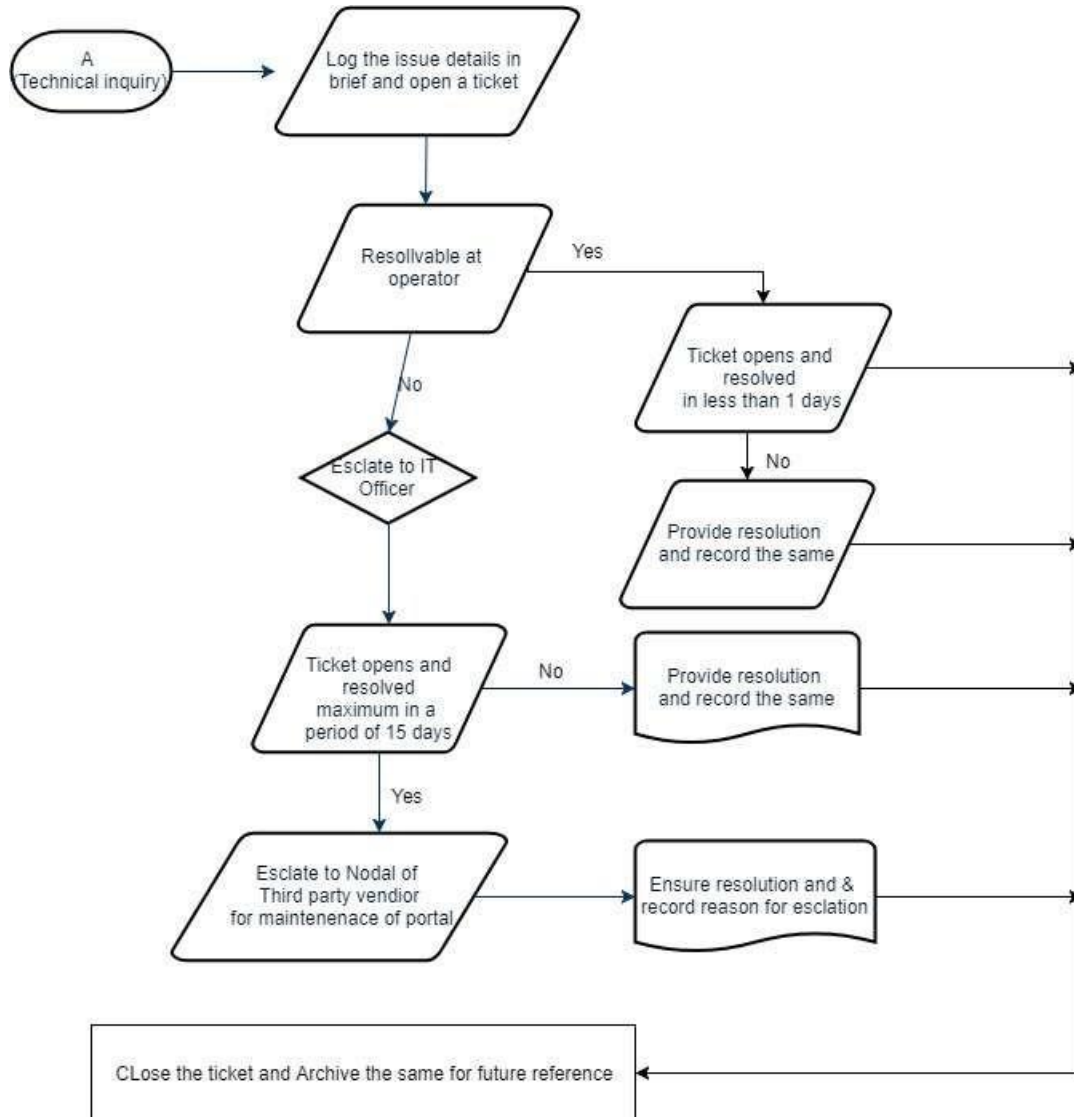 A
(Technical inquiry)
Log the issue details in
brief and open a ticket
Resollvable at
operator
Yes
No
Ticket opens and
resolved
in less than 1 days
No
Esclate to IT
Officer
Provide resolution
and record the same
Ticket opens and
resolved
maximum in a
period of 15 days
No
Provide resolution
and record the same
Yes
Esclate to Nodal of
Third party vendior
for maintenenace of portal
Ensure resolution and &
record reason for esclation
CLose the ticket and Archive the same for future reference